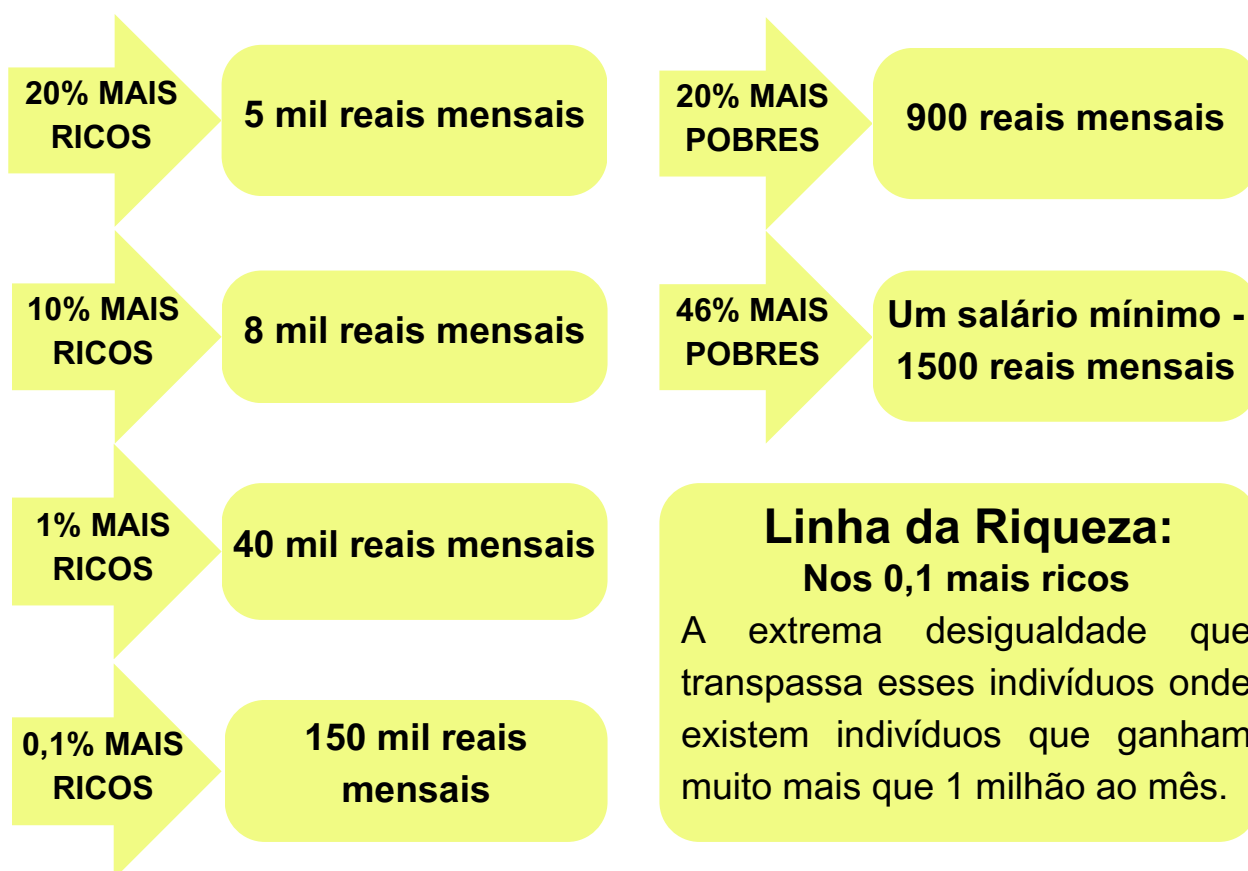 20% MAIS
RICOS
5 mil reais mensais
10% MAIS
RICOS
8 mil reais mensais
1% MAIS
RICOS
40 mil reais mensais
0,1% MAIS
RICOS
150 mil reais
mensais
20% MAIS
POBRES
900 reais mensais
46% MAIS
POBRES
Um salário mínimo -
1500 reais mensais
Linha da Riqueza:
Nos 0,1 mais ricos
A extrema desigualdade que
transpassa esses indivíduos onde
existem indivíduos que ganham
muito mais que 1 milhão ao mês.